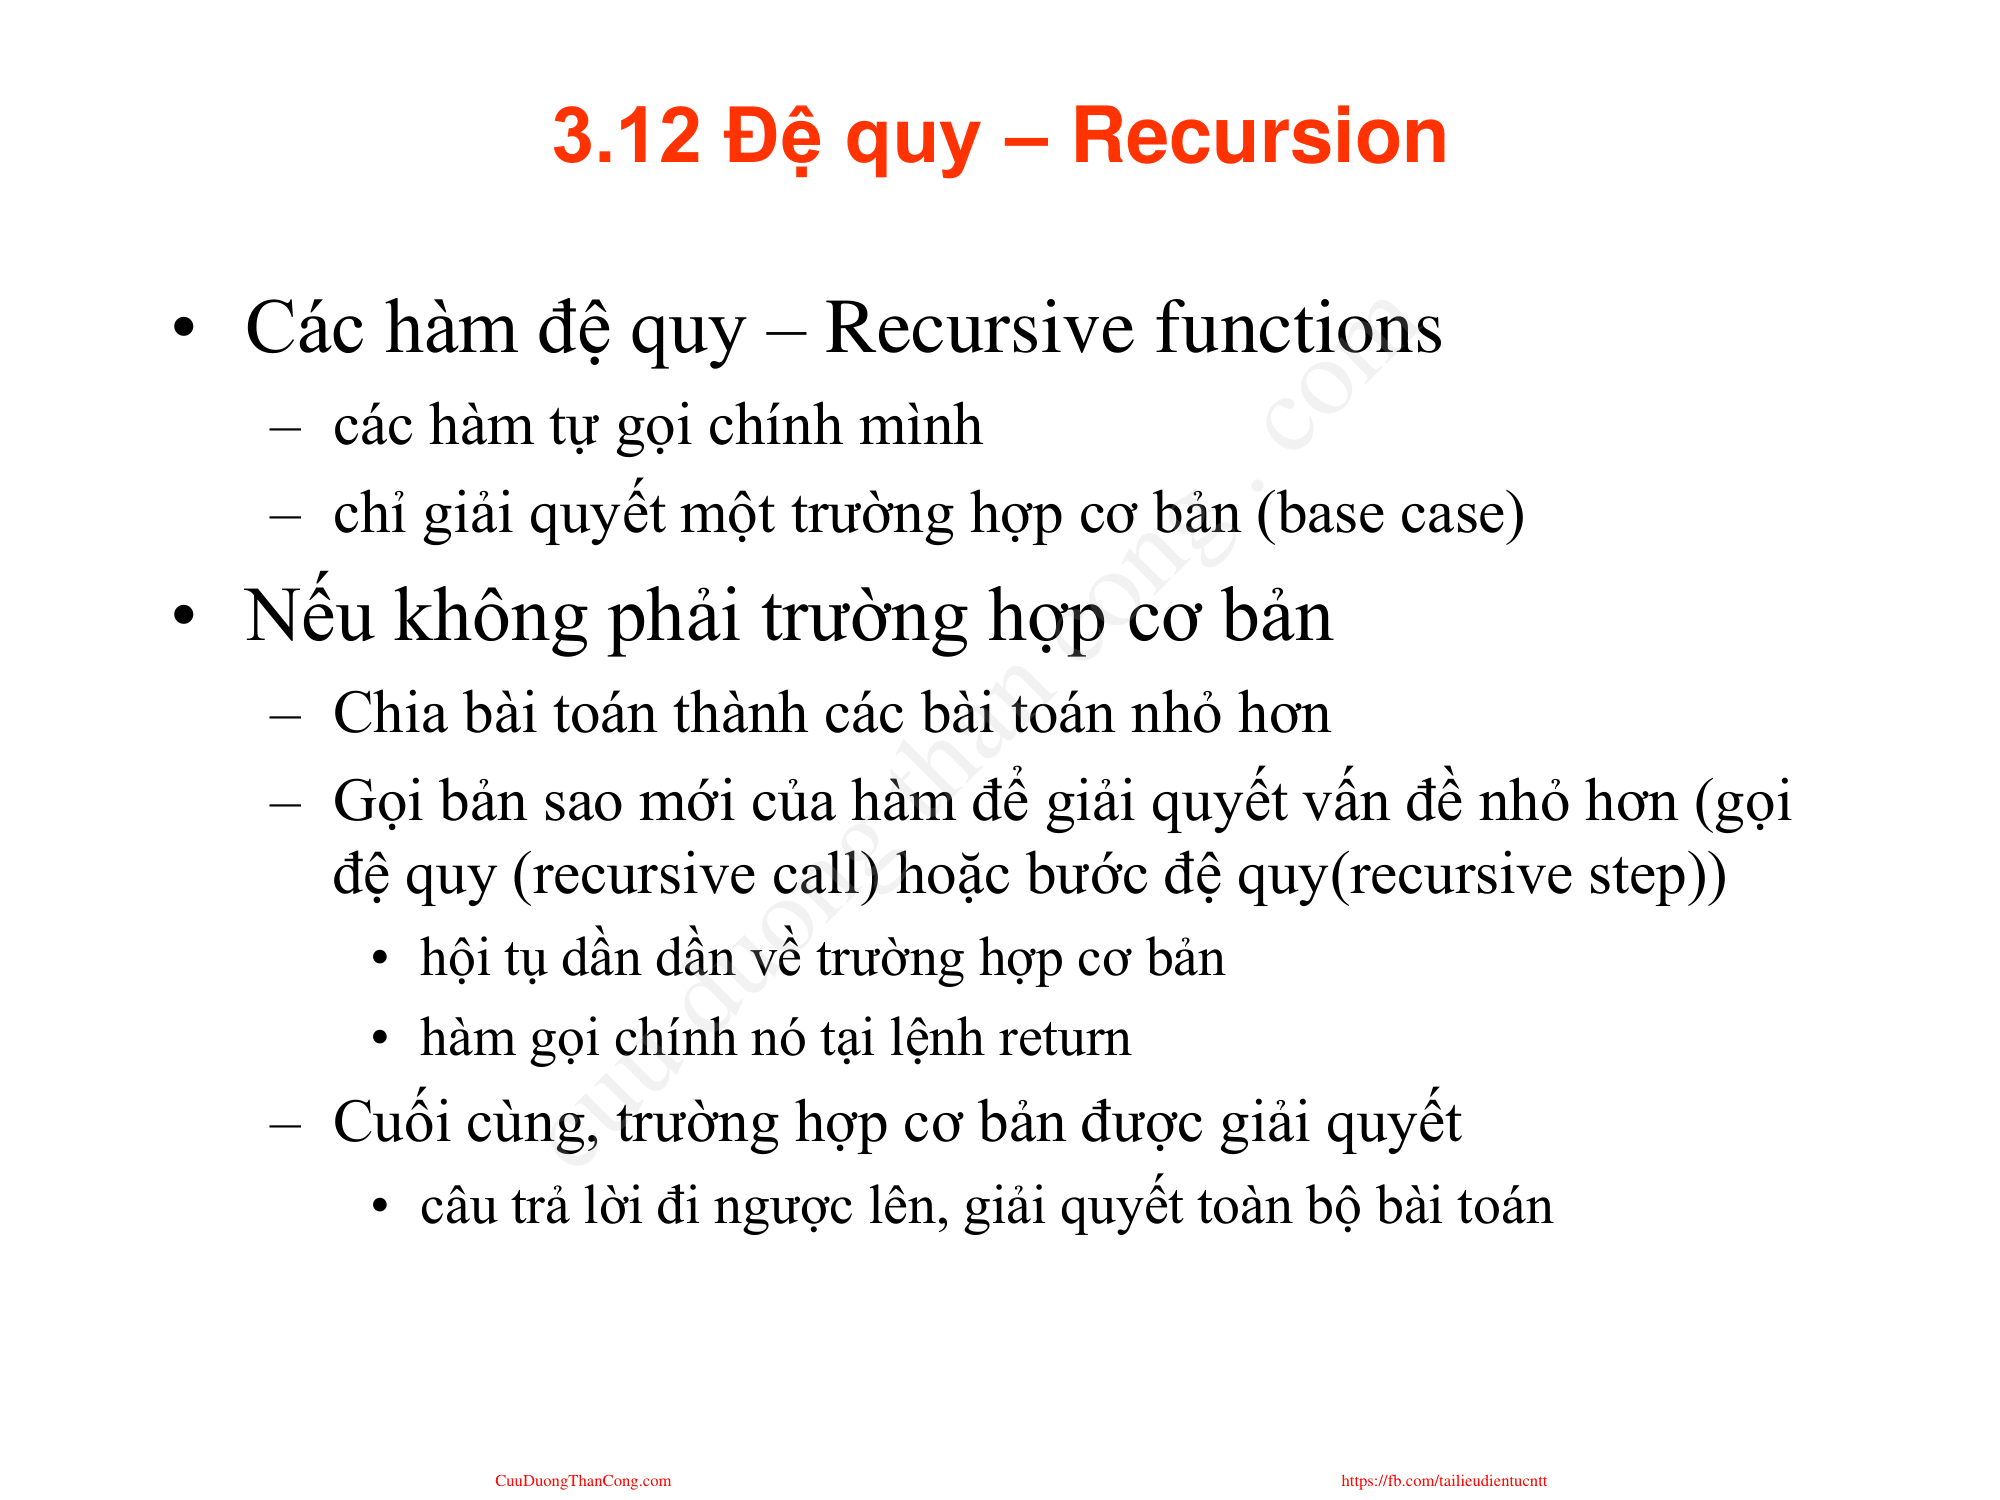 3.12 Đệ quy – Recursion
• Các hàm đệ quy – Recursive functions
– các hàm tự gọi chính mình
– chỉ giải quyết một trường hợp cơ bản (base case)
• Nếu không phải trường hợp cơ bản
– Chia bài toán thành các bài toán nhỏ hơn
– Gọi bản sao mới của hàm để giải quyết vấn đề nhỏ hơn (gọi
đệ quy (recursive call) hoặc bước đệ quy(recursive step))
• hội tụ dần dần về trường hợp cơ bản
• hàm gọi chính nó tại lệnh return
– Cuối cùng, trường hợp cơ bản được giải quyết
• câu trả lời đi ngược lên, giải quyết toàn bộ bài toán
cuu duong than cong . com
CuuDuongThanCong.com
https://fb.com/tailieudientucntt